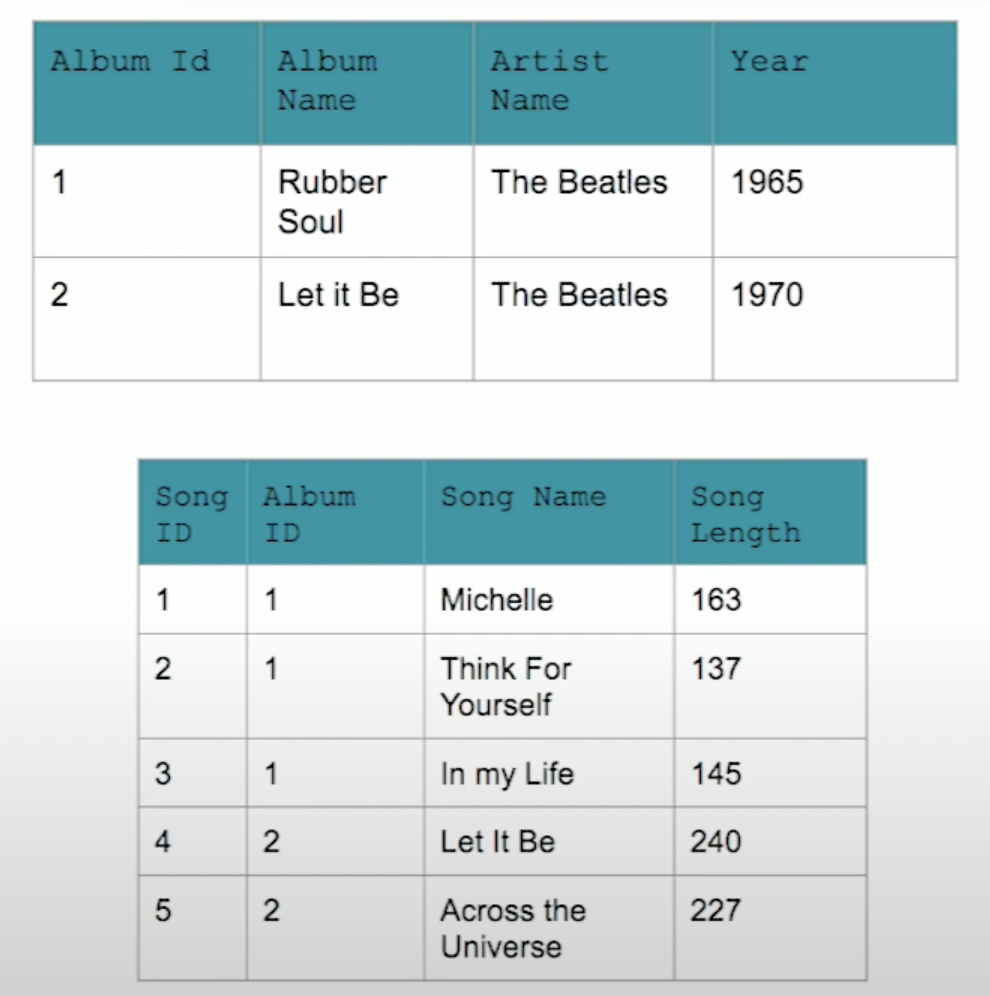 Album Id Album Name Artist Name Year
1 Rubber Soul The Beatles 1965
2 Let it Be The Beatles 1970
Song ID Album ID Song Name Song Length
1 1 Michelle 163
2 1 Think For Yourself 137
3 1 In my Life 145
4 2 Let It Be 240
5 2 Across the Universe 227